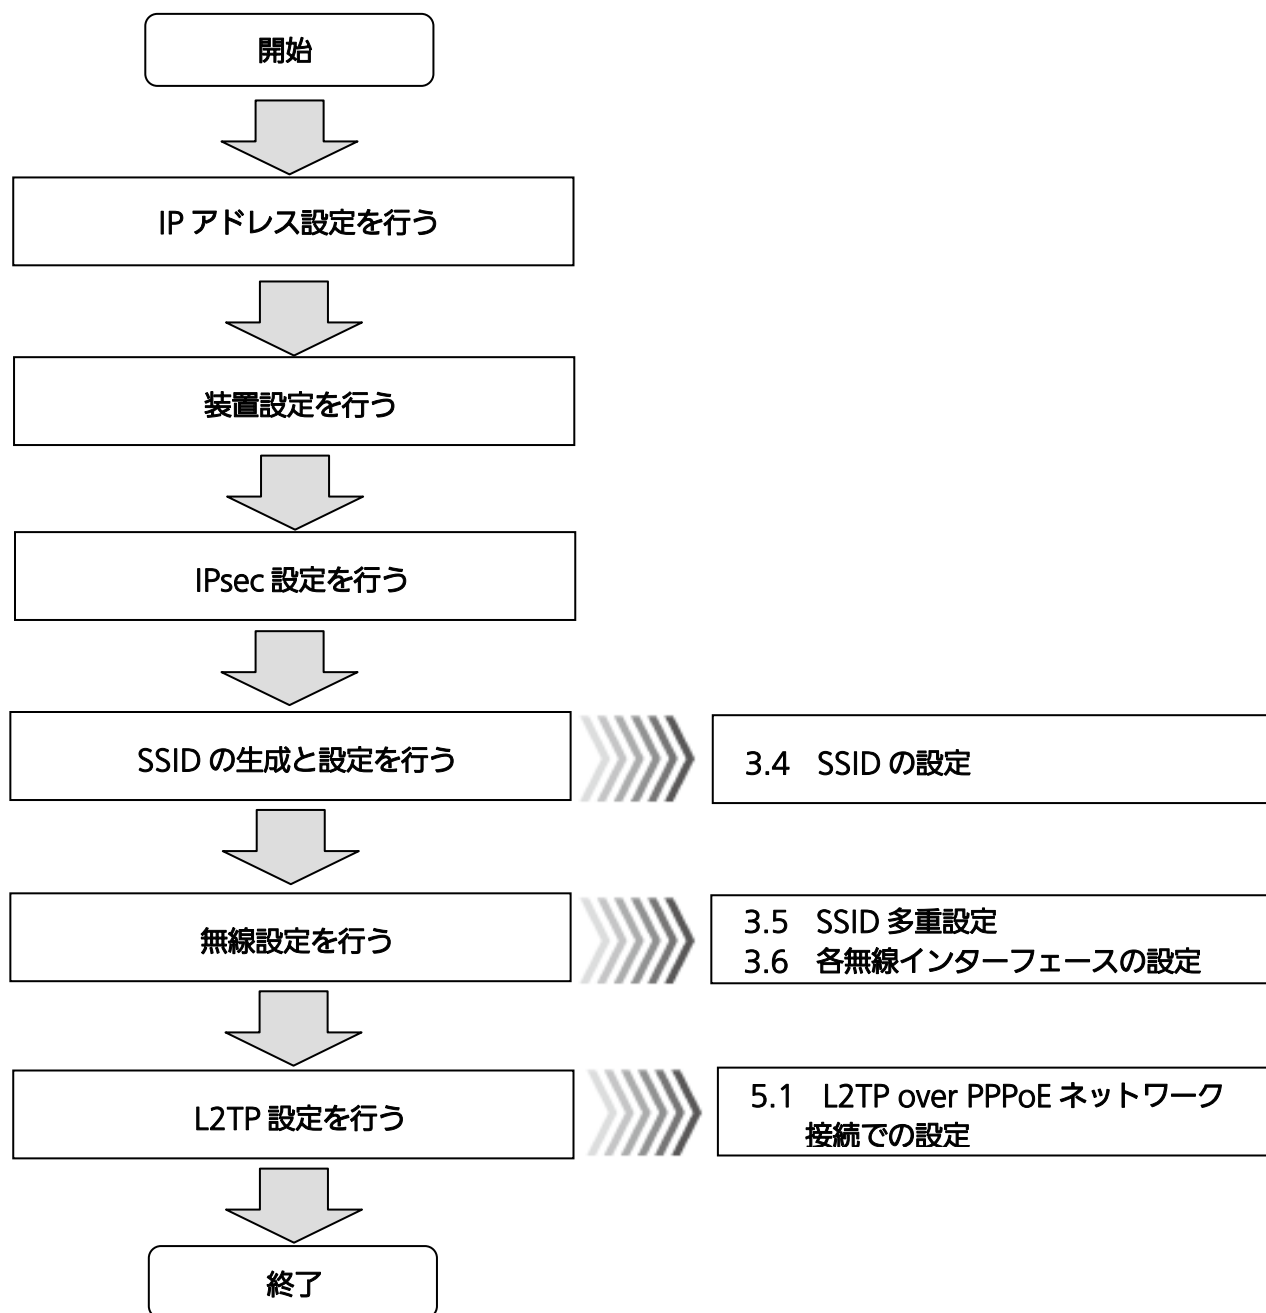 開始
IP アドレス設定を行う
装置設定を行う
IPsec 設定を行う
SSID の生成と設定を行う
3.4 SSID の設定
無線設定を行う
3.5 SSID 多重設定
3.6 各無線インターフェースの設定
L2TP 設定を行う
5.1 L2TP over PPPoE ネットワーク
接続での設定
終了